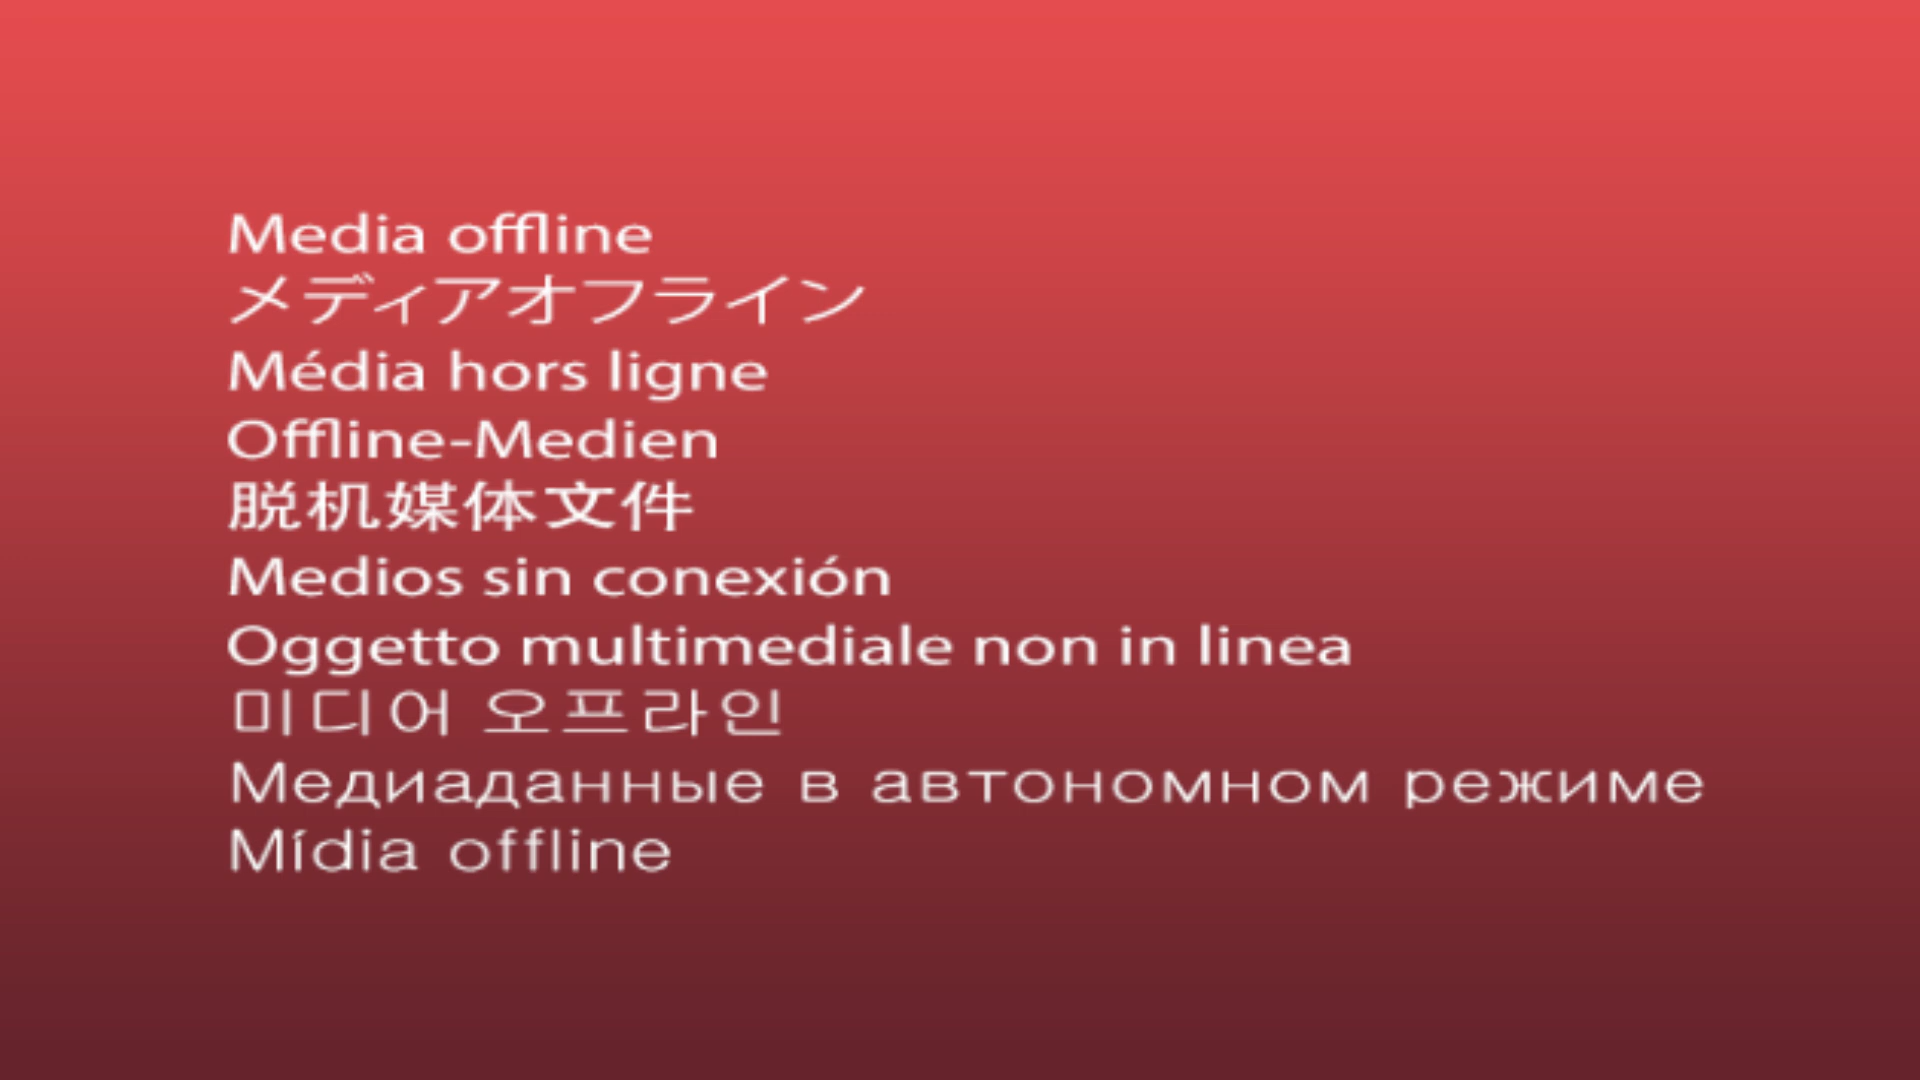 Media offline
メディアオフライン
Média hors ligne
Offline-Medien
脱机媒体文件
Medios sin conexión
Oggetto multimediale non in linea
미디어 오프라인
Медиаданные в автономном режиме
Mídia offline